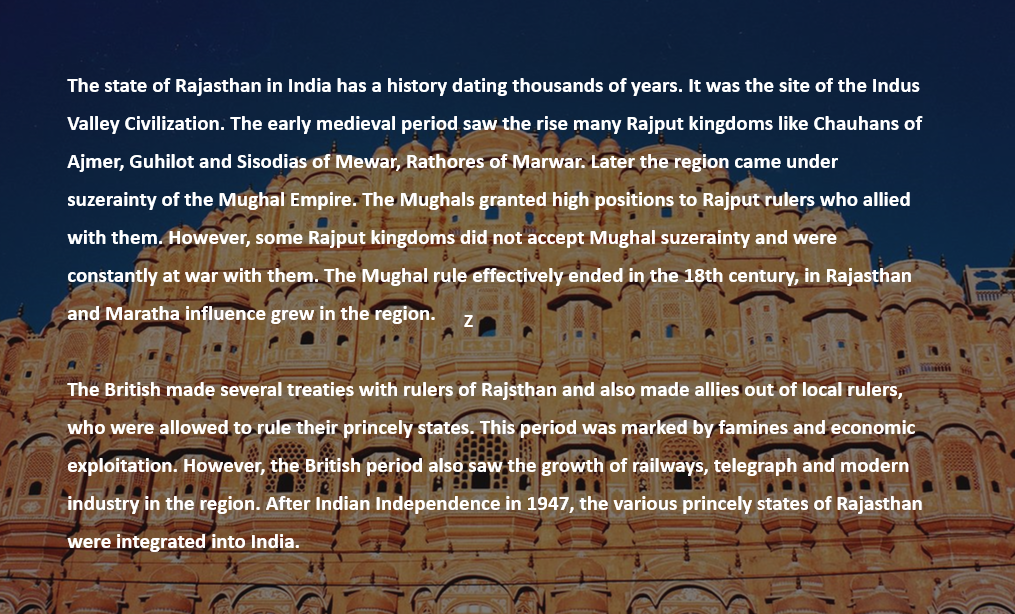 The state of Rajasthan in India has a history dating thousands of years. It was the site of the Indus
Valley Civilization. The early medieval period saw the rise many Rajput kingdoms like Chauhans of
Ajmer, Guhilot and Sisodias of Mewar, Rathores of Marwar. Later the region came under
suzerainty of the Mughal Empire. The Mughals granted high positions to Rajput rulers who allied
with them. However, some Rajput kingdoms did not accept Mughal suzerainty and were
constantly at war with them. The Mughal rule effectively ended in the 18th century, in Rajasthan
and Maratha influence grew in the region.
Z
The British made several treaties with rulers of Rajsthan and also made allies out of local rulers,
who were allowed to rule their princely states. This period was marked by famines and economic
exploitation. However, the British period also saw the growth of railways, telegraph and modern
industry in the region. After Indian Independence in 1947, the various princely states of Rajasthan
were integrated into India.